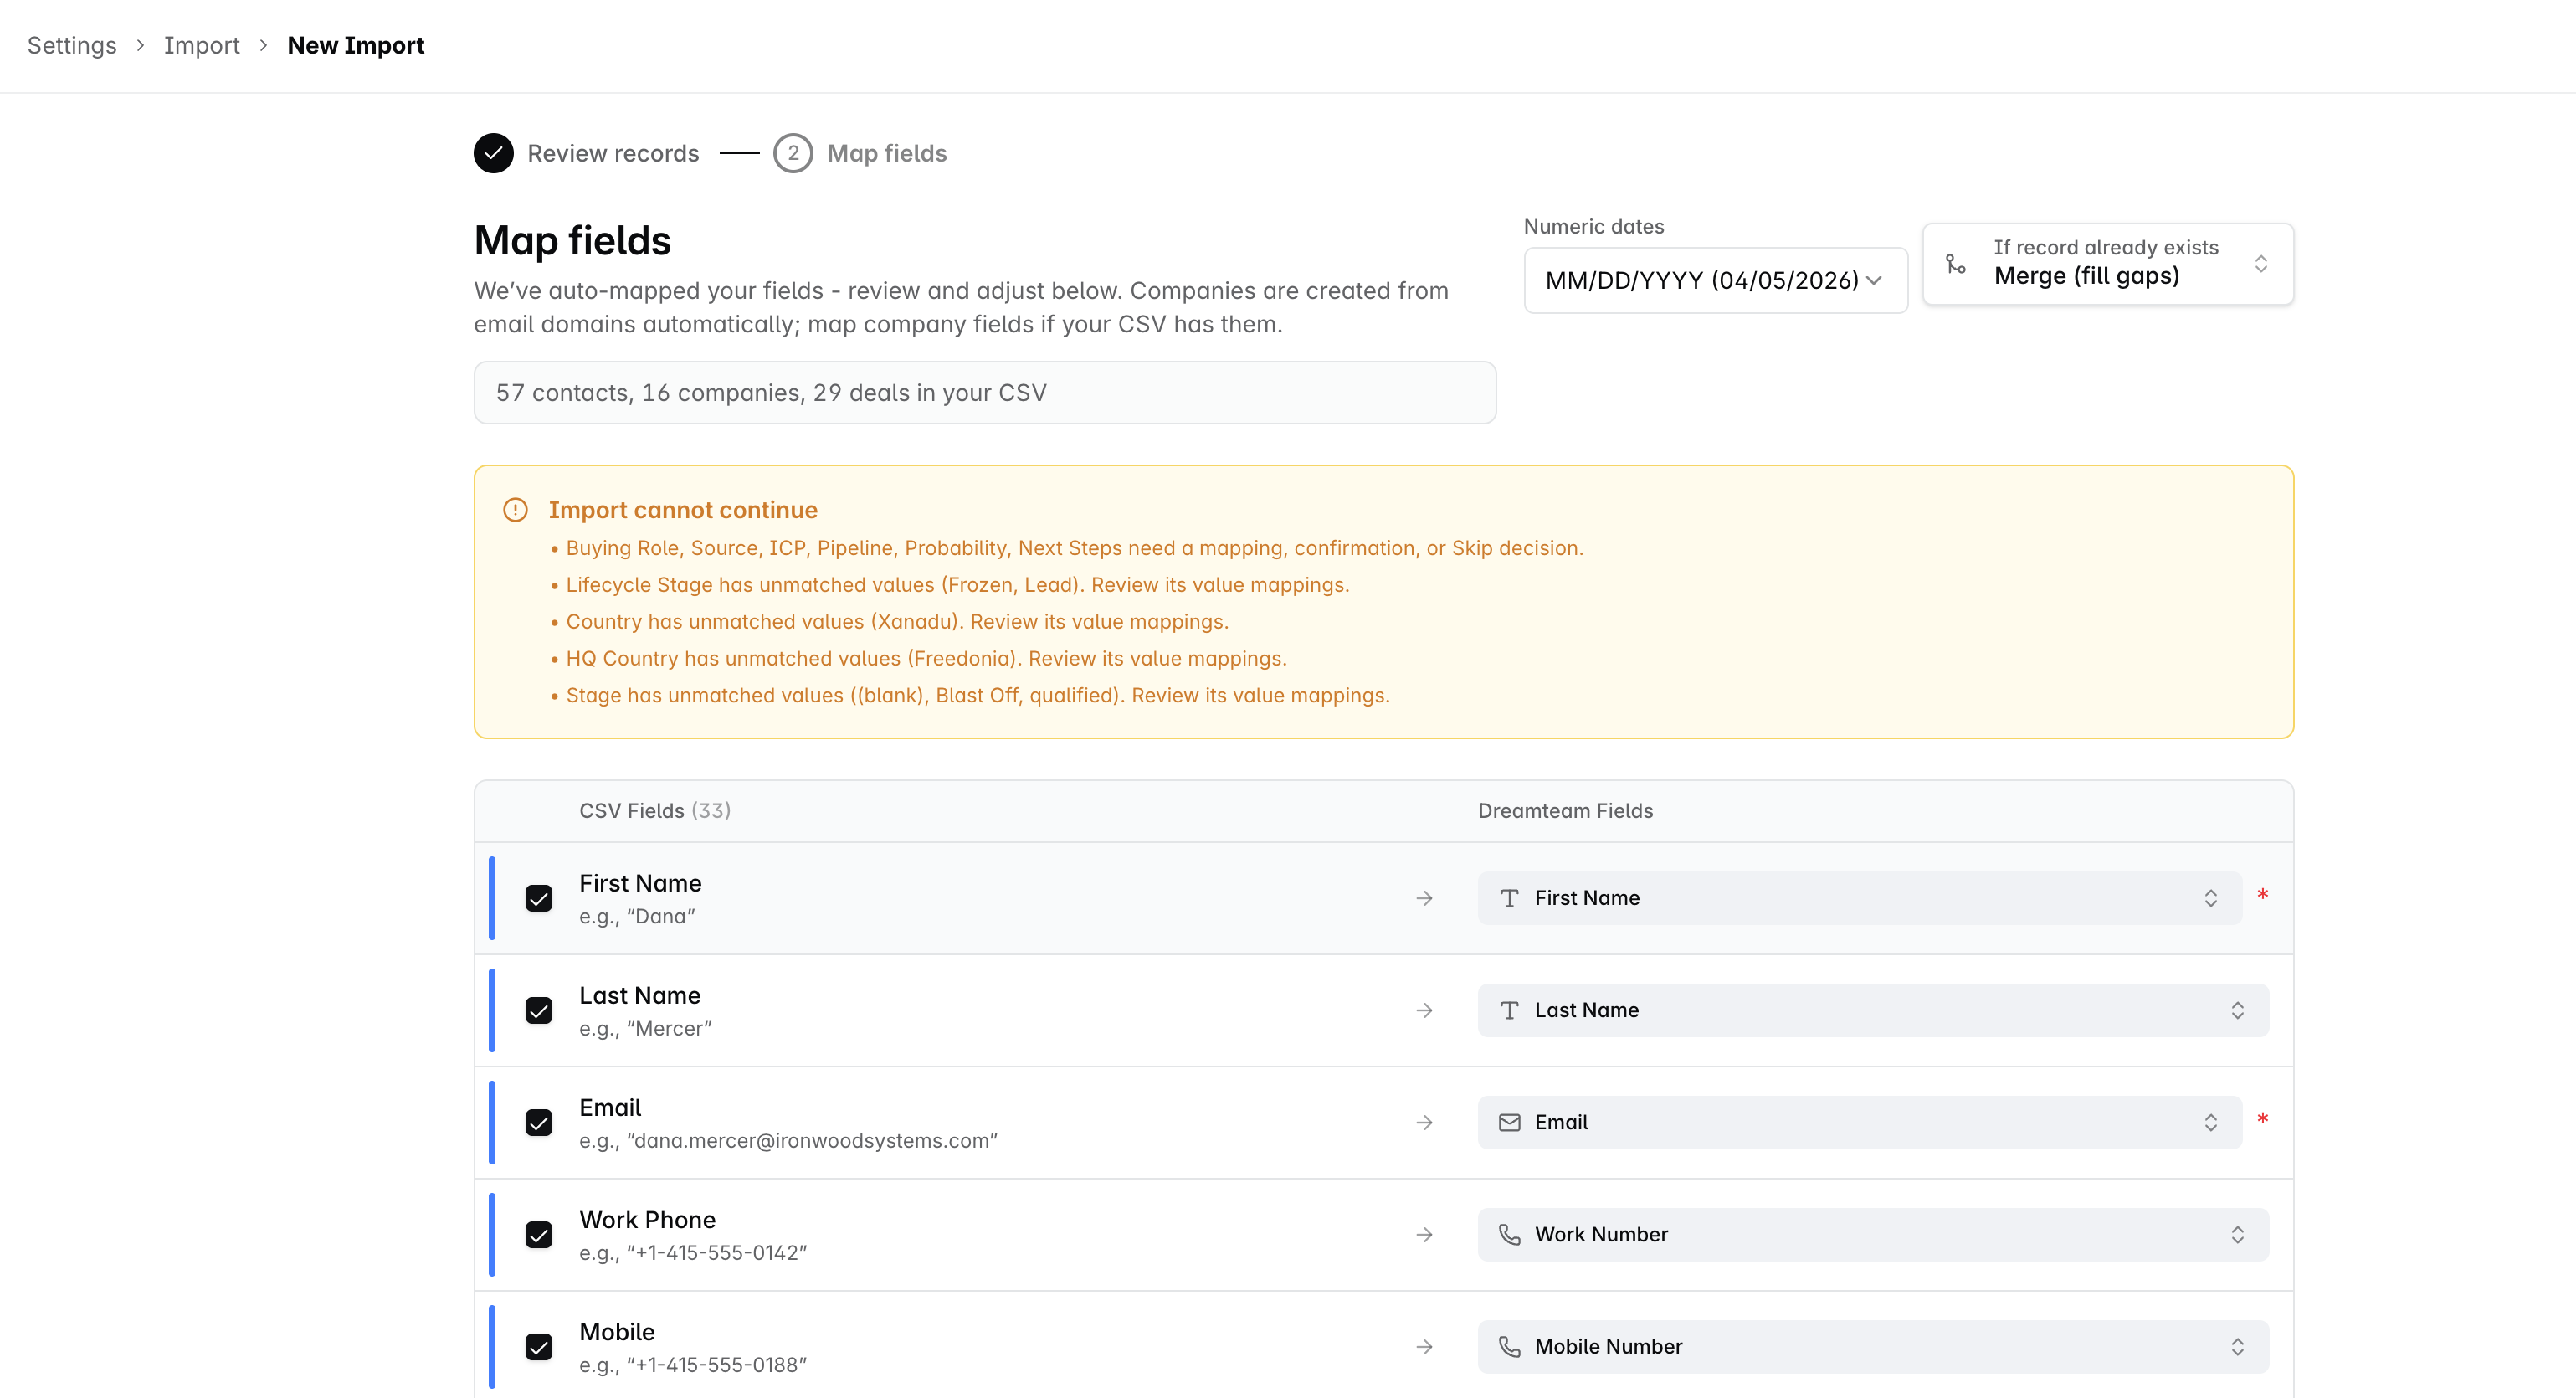 Settings > Import > New Import
Review records
2 Map fields
Map fields
We’ve auto-mapped your fields - review and adjust below. Companies are created from
email domains automatically; map company fields if your CSV has them.
Numeric dates
MM/DD/YYYY (04/05/2026)
If record already exists
Merge (fill gaps)
57 contacts, 16 companies, 29 deals in your CSV
Import cannot continue
• Buying Role, Source, ICP, Pipeline, Probability, Next Steps need a mapping, confirmation, or Skip decision.
• Lifecycle Stage has unmatched values (Frozen, Lead). Review its value mappings.
• Country has unmatched values (Xanadu). Review its value mappings.
• HQ Country has unmatched values (Freedonia). Review its value mappings.
• Stage has unmatched values ((blank), Blast Off, qualified). Review its value mappings.
CSV Fields (33)
Dreamteam Fields
First Name
e.g., “Dana”
First Name *
Last Name
e.g., “Mercer”
Last Name
Email
e.g., “dana.mercer@ironwoodsystems.com”
Email *
Work Phone
e.g., “+1-415-555-0142”
Work Number
Mobile
e.g., “+1-415-555-0188”
Mobile Number